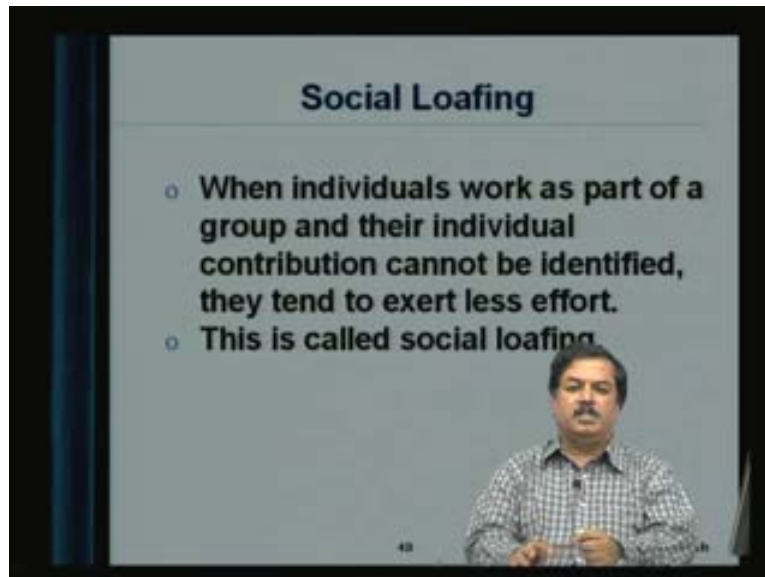 Social Loafing
o When individuals work as part of a
group and their individual
contribution cannot be identified,
they tend to exert less effort.
o This is called social loafing
49